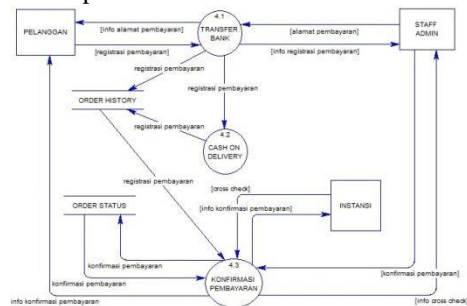 4.1
TRANSFER
BANK
PELANGGAN
STAFF
ADMIN
[info alamat pembayaran]
[alamat pembayaran]
[registrasi pembayaran]
[info registrasi pembayaran]
registrasi pembayaran
registrasi pembayaran
ORDER HISTORY
registrasi pembayaran
4.2
CASH ON
DELIVERY
registrasi pembayaran
[cross check]
ORDER STATUS
[info konfirmasi pembayaran]
INSTANSI
konfirmasi pembayaran
4.3
KONFIRMASI
PEMBAYARAN
[konfirmasi pembayaran]
konfirmasi pembayaran
info konfirmasi pembayaran
[info cross check]